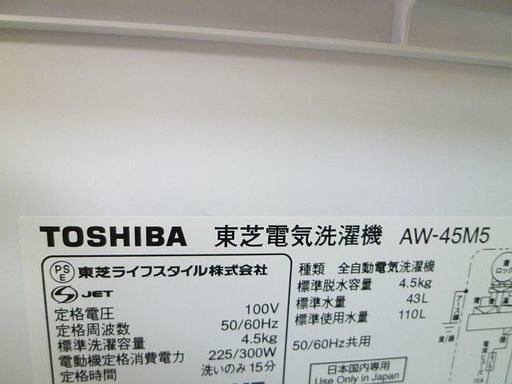 TOSHIBA 東芝電気洗濯機 AW-45M5
PSE 東芝ライフスタイル株式会社
S JET
定格電圧 100V
定格周波数 50/60Hz
標準洗濯容量 4.5kg
電動機定格消費電力 225/300W
定格時間 洗いのみ 15分
種類 全自動電気洗濯機
標準脱水容量 4.5kg
標準水量 43L
標準使用水量 110L
50/60Hz共用
日本国内専用
Use Only in Japan
アース線